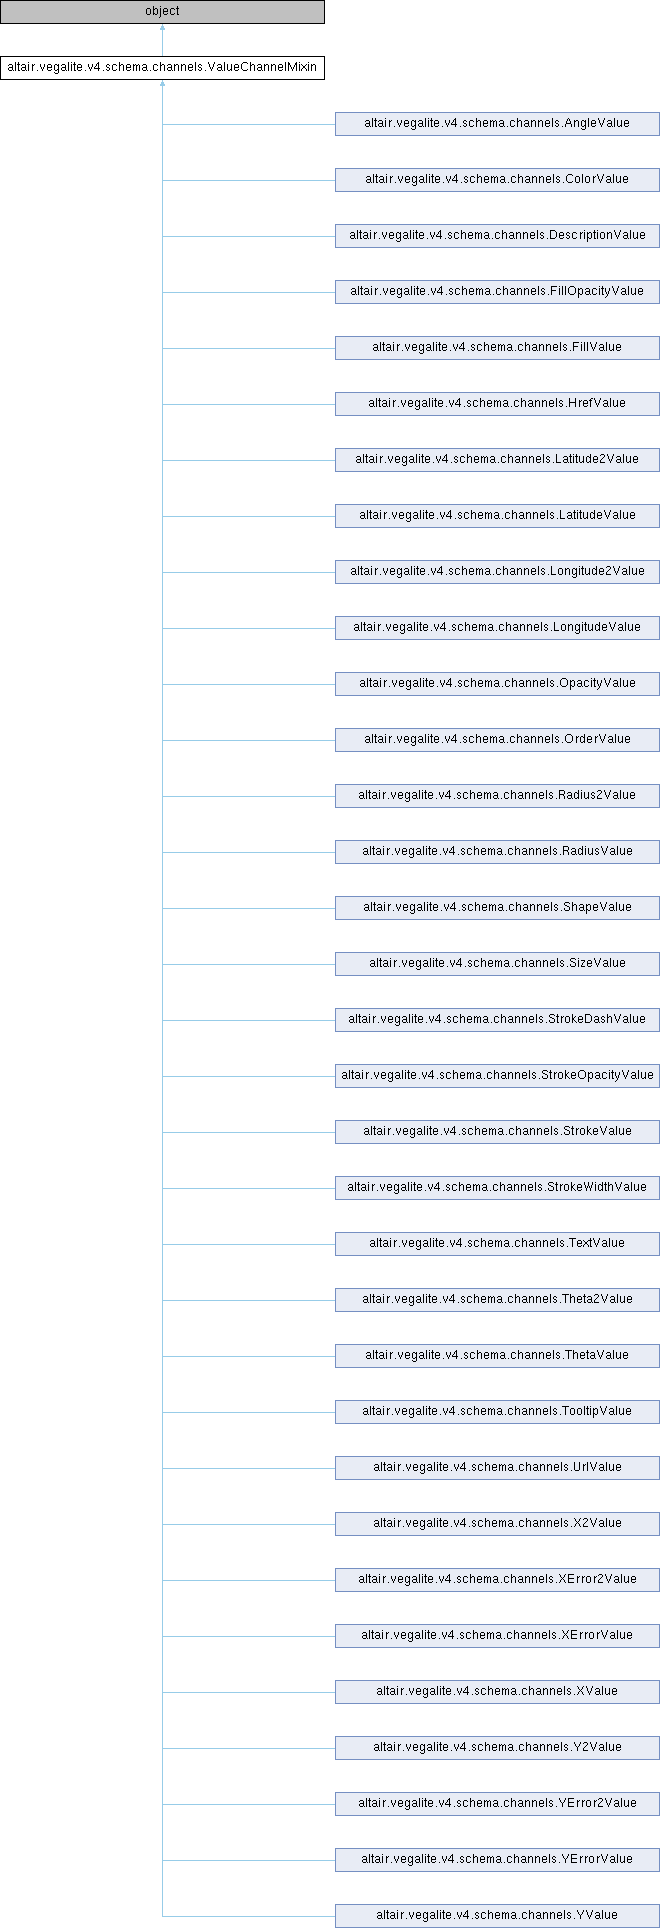 object
altair.vegalite.v4.schema.channels.ValueChannelMixin
altair.vegalite.v4.schema.channels.AngleValue
altair.vegalite.v4.schema.channels.ColorValue
altair.vegalite.v4.schema.channels.DescriptionValue
altair.vegalite.v4.schema.channels.FillOpacityValue
altair.vegalite.v4.schema.channels.FillValue
altair.vegalite.v4.schema.channels.HrefValue
altair.vegalite.v4.schema.channels.Latitude2Value
altair.vegalite.v4.schema.channels.LatitudeValue
altair.vegalite.v4.schema.channels.Longitude2Value
altair.vegalite.v4.schema.channels.LongitudeValue
altair.vegalite.v4.schema.channels.OpacityValue
altair.vegalite.v4.schema.channels.OrderValue
altair.vegalite.v4.schema.channels.Radius2Value
altair.vegalite.v4.schema.channels.RadiusValue
altair.vegalite.v4.schema.channels.ShapeValue
altair.vegalite.v4.schema.channels.SizeValue
altair.vegalite.v4.schema.channels.StrokeDashValue
altair.vegalite.v4.schema.channels.StrokeOpacityValue
altair.vegalite.v4.schema.channels.StrokeValue
altair.vegalite.v4.schema.channels.StrokeWidthValue
altair.vegalite.v4.schema.channels.TextValue
altair.vegalite.v4.schema.channels.Theta2Value
altair.vegalite.v4.schema.channels.ThetaValue
altair.vegalite.v4.schema.channels.TooltipValue
altair.vegalite.v4.schema.channels.UrlValue
altair.vegalite.v4.schema.channels.X2Value
altair.vegalite.v4.schema.channels.XError2Value
altair.vegalite.v4.schema.channels.XErrorValue
altair.vegalite.v4.schema.channels.XValue
altair.vegalite.v4.schema.channels.Y2Value
altair.vegalite.v4.schema.channels.YError2Value
altair.vegalite.v4.schema.channels.YErrorValue
altair.vegalite.v4.schema.channels.YValue